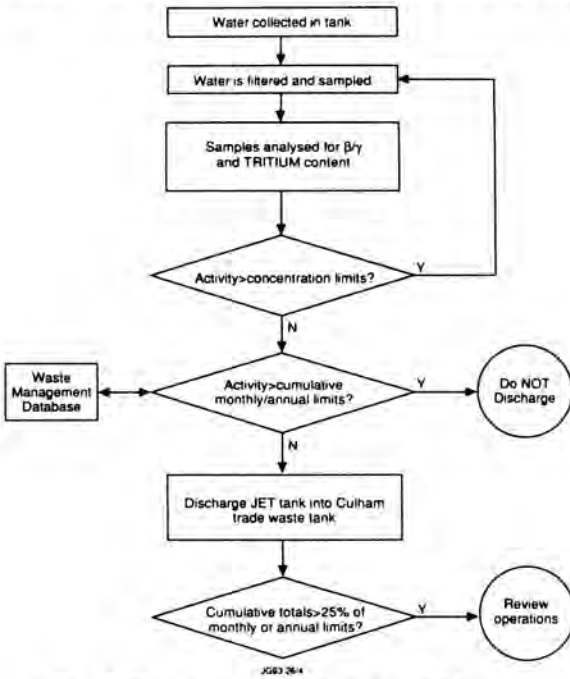 Water collected in tank
Water is filtered and sampled
Samples analysed for β/γ
and TRITIUM content
Activity>concentration limits?
Y
N
Waste
Management
Database
Activity>cumulative
monthly/annual limits?
Y
Do NOT
Discharge
N
Discharge JET tank into Culham
trade waste tank
Cumulative totals>25% of
monthly or annual limits?
Y
Review
operations